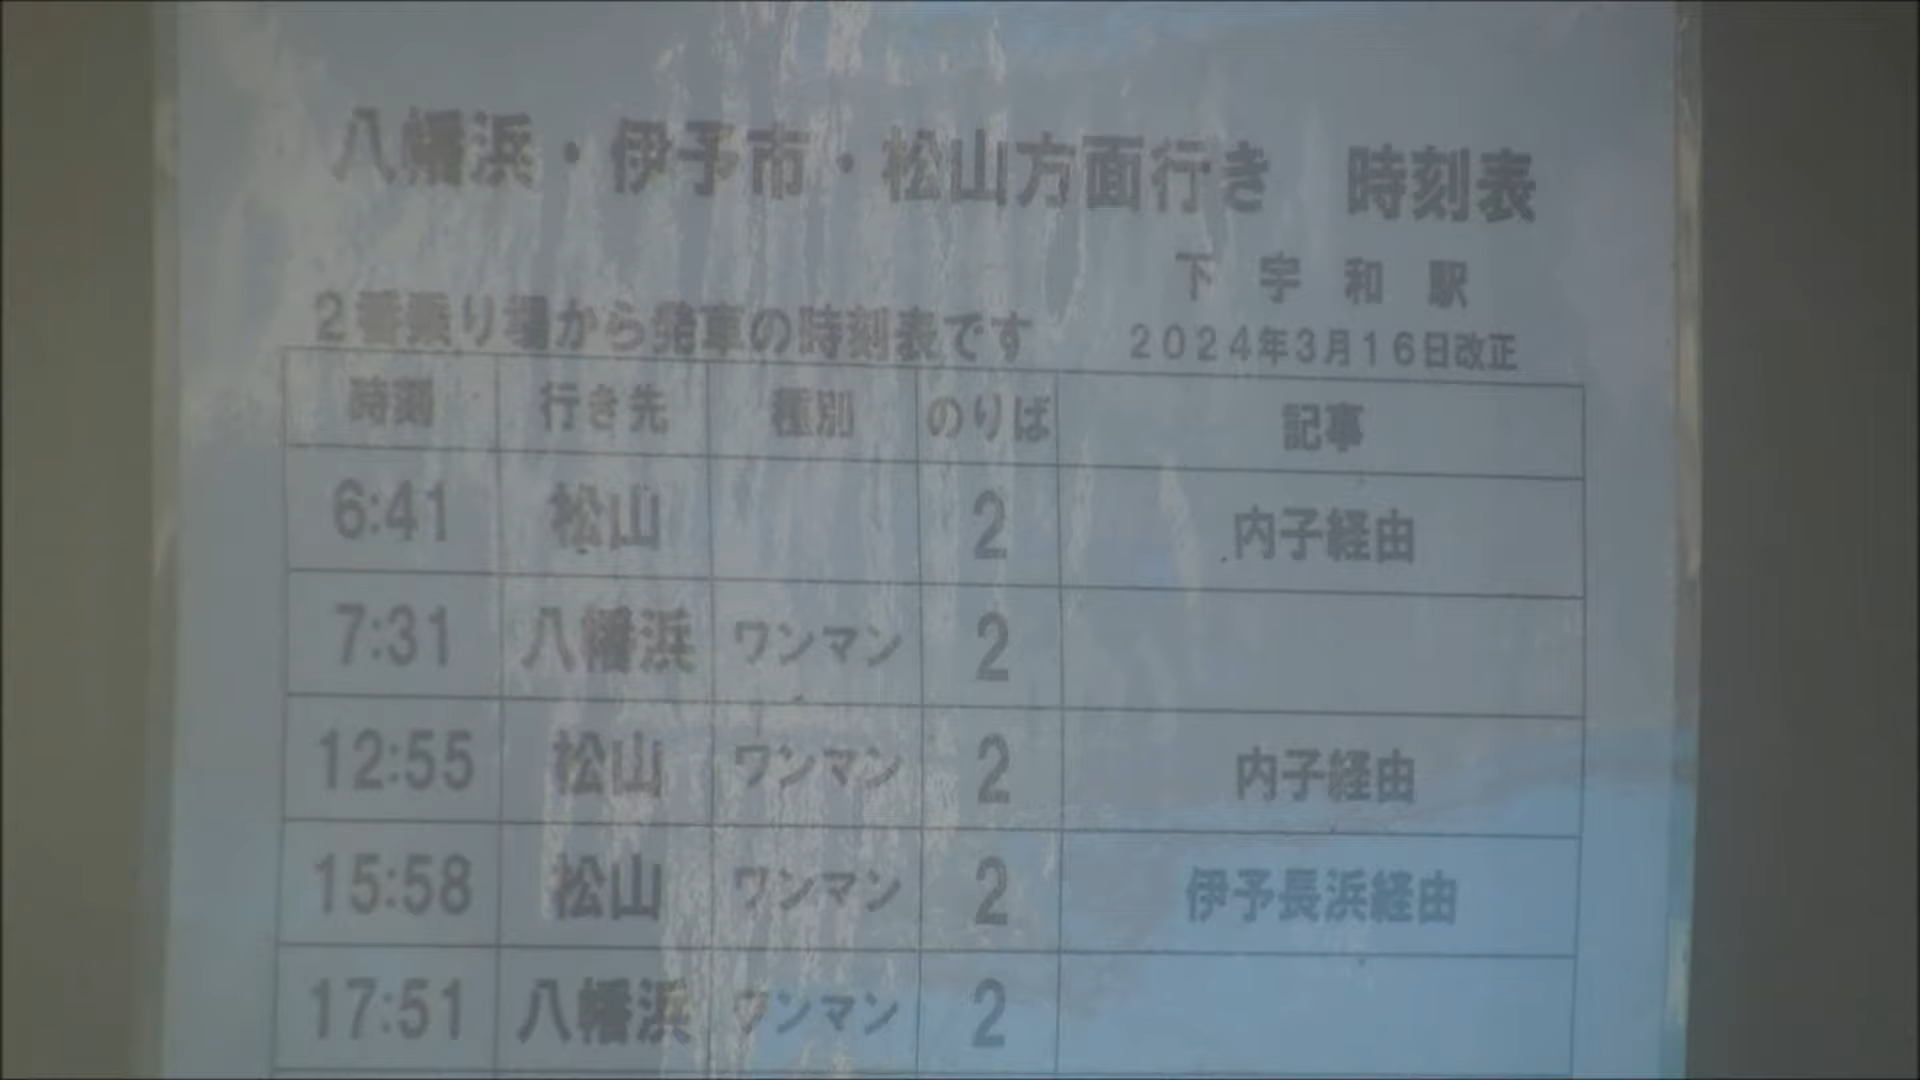 八幡浜・伊予市・松山方面行き 時刻表
下宇和駅
2番乗り場から発車の時刻表です 2024年3月16日改正
時刻 行き先 種別 のりば 記事
6:41 松山 2 内子経由
7:31 八幡浜 ワンマン 2
12:55 松山 ワンマン 2 内子経由
15:58 松山 ワンマン 2 伊予長浜経由
17:51 八幡浜 ワンマン 2